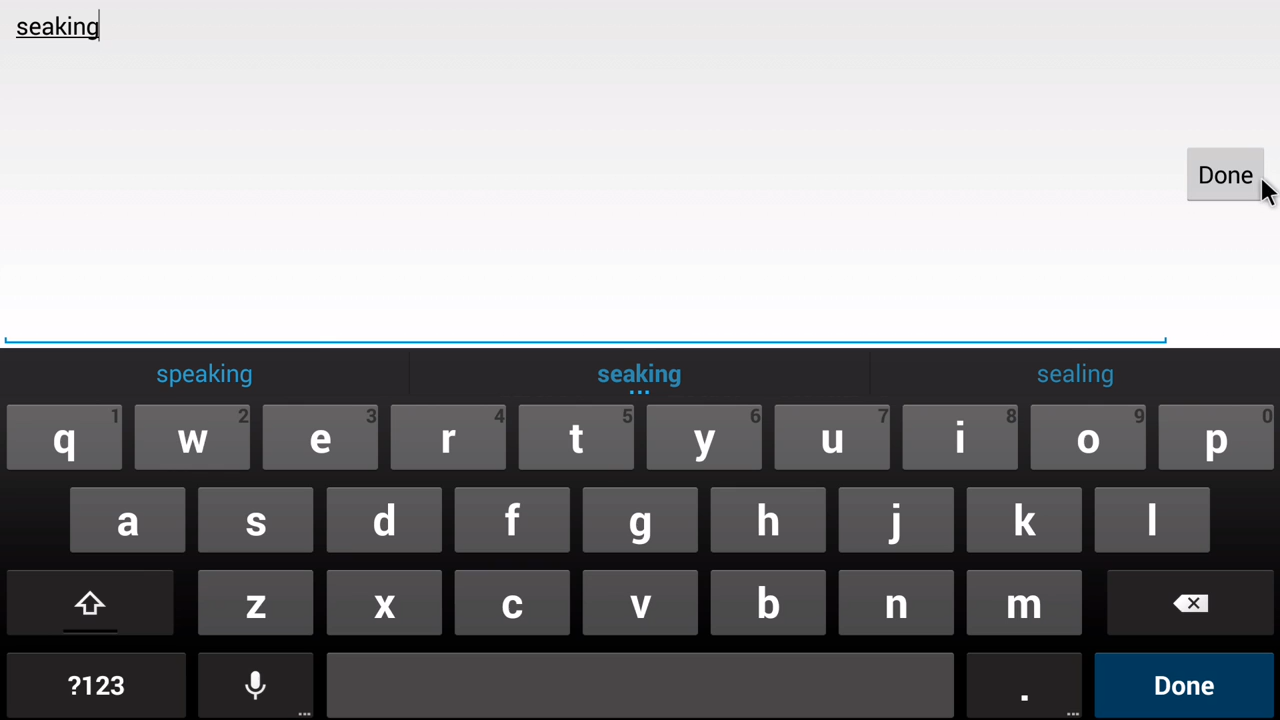 seaking
Done
speaking seaking sealing
q 1 w 2 e 3 r 4 t 5 y 6 u 7 i 8 o 9 p 0
a s d f g h j k l
z x c v b n m
?123 . Done